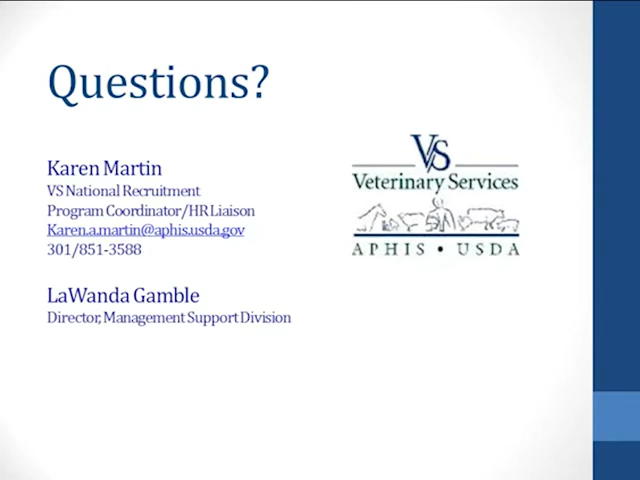 Questions?
Karen Martin
VS National Recruitment
Program Coordinator/HR Liaison
Karen.a.martin@aphis.usda.gov
301/851-3588
LaWanda Gamble
Director, Management Support Division
VS
Veterinary Services
APHIS • USDA